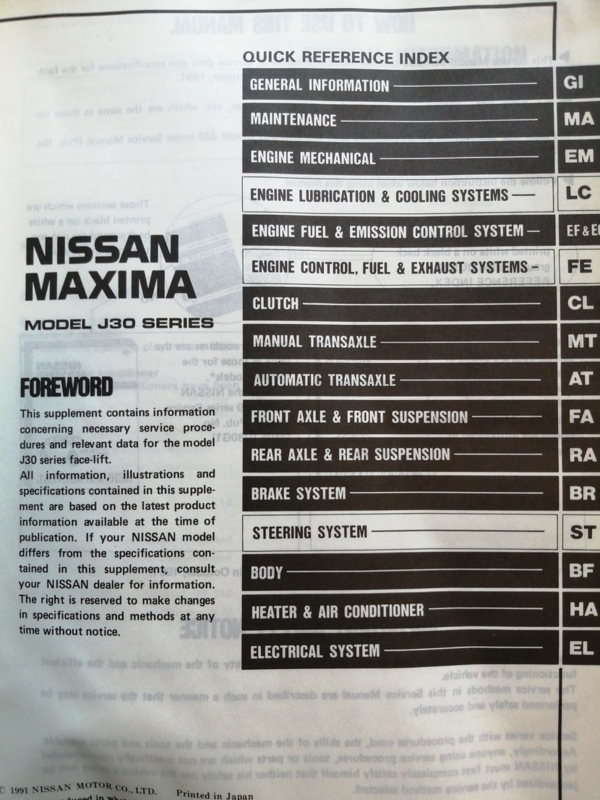 QUICK REFERENCE INDEX
GENERAL INFORMATION GI
MAINTENANCE MA
ENGINE MECHANICAL EM
ENGINE LUBRICATION & COOLING SYSTEMS LC
ENGINE FUEL & EMISSION CONTROL SYSTEM EF & E
ENGINE CONTROL, FUEL & EXHAUST SYSTEMS FE
CLUTCH CL
MANUAL TRANSAXLE MT
AUTOMATIC TRANSAXLE AT
FRONT AXLE & FRONT SUSPENSION FA
REAR AXLE & REAR SUSPENSION RA
BRAKE SYSTEM BR
STEERING SYSTEM ST
BODY BF
HEATER & AIR CONDITIONER HA
ELECTRICAL SYSTEM EL
NISSAN
MAXIMA
MODEL J30 SERIES
FOREWORD
This supplement contains information
concerning necessary service proce-
dures and relevant data for the model
J30 series face-lift.
All information, illustrations and
specifications contained in this supple-
ment are based on the latest product
information available at the time of
publication. If your NISSAN model
differs from the specifications con-
tained in this supplement, consult
your NISSAN dealer for information.
The right is reserved to make changes
in specifications and methods at any
time without notice.
© 1991 NISSAN MOTOR CO., LTD. Printed in Japan